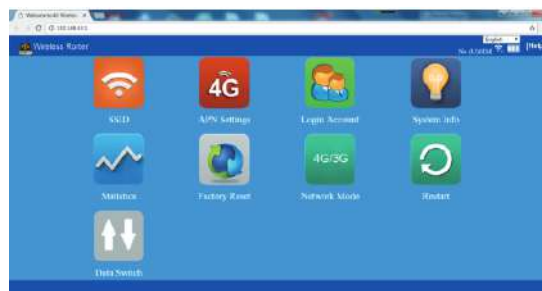 Wireless Router
English
SSID
4G
APN Settings
Login Account
System Info
Statistics
Factory Reset
4G/3G
Network Mode
Restart
Data Switch